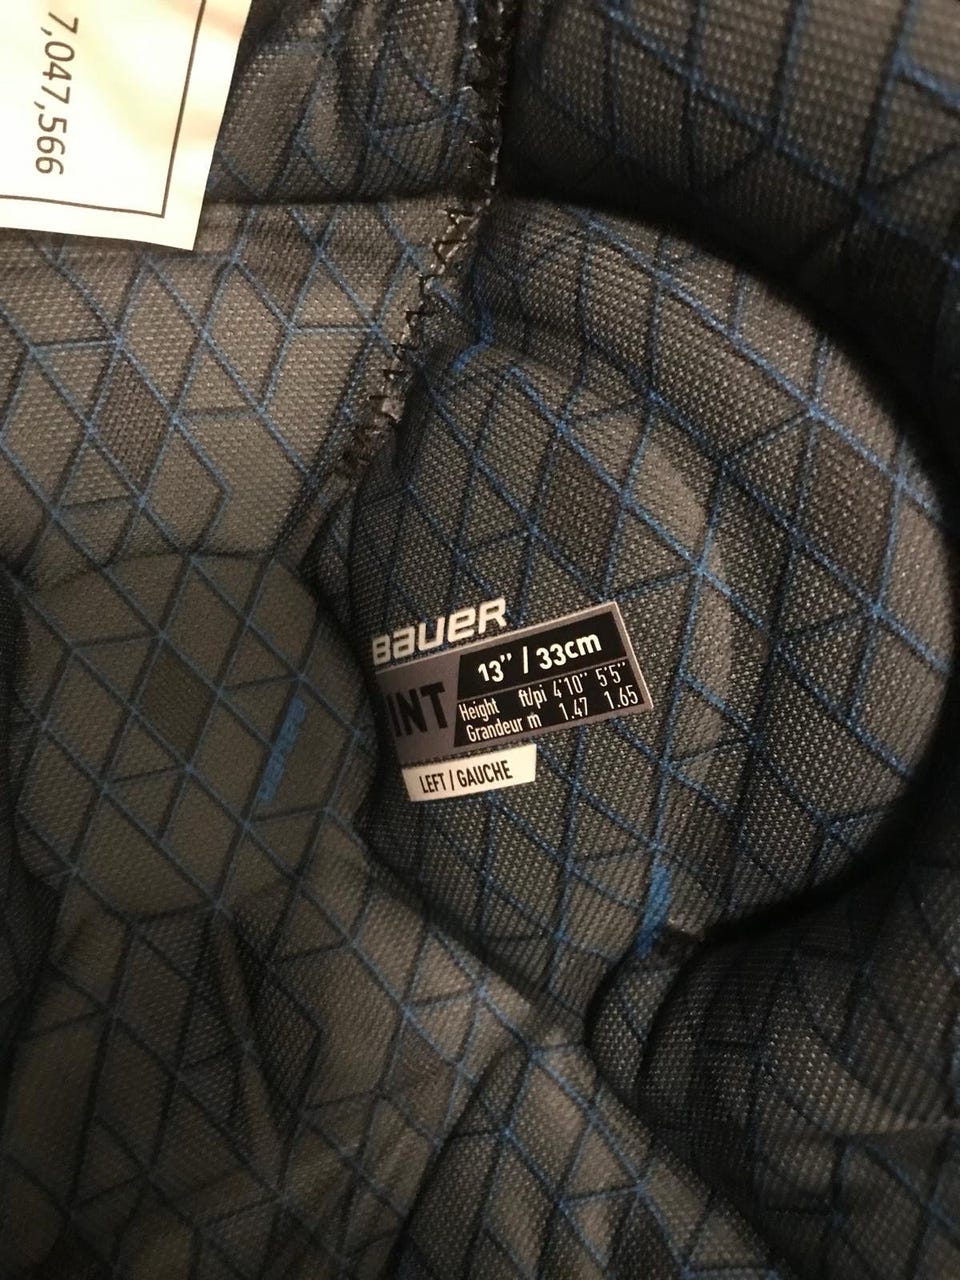 7,047,566
BAUER
INT
13" / 33cm
Height ft/pi 4'10" 5'5"
Grandeur m 1.47 1.65
LEFT / GAUCHE
BAUER